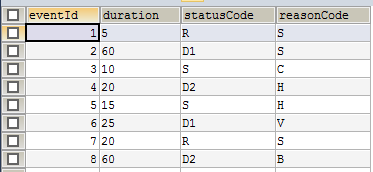 eventId duration statusCode reasonCode
1 5 R S
2 60 D1 S
3 10 S C
4 20 D2 H
5 15 S H
6 25 D1 V
7 20 R S
8 60 D2 B